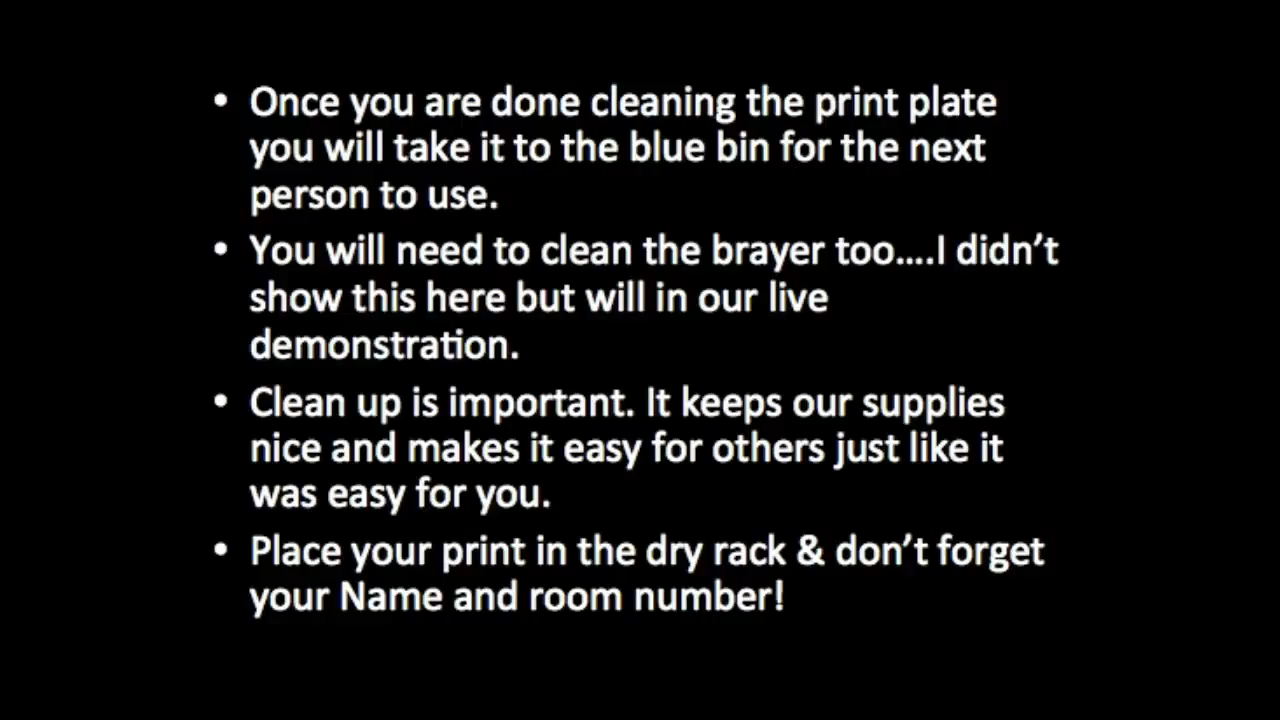 • Once you are done cleaning the print plate
you will take it to the blue bin for the next
person to use.
• You will need to clean the brayer too....I didn’t
show this here but will in our live
demonstration.
• Clean up is important. It keeps our supplies
nice and makes it easy for others just like it
was easy for you.
• Place your print in the dry rack & don’t forget
your Name and room number!